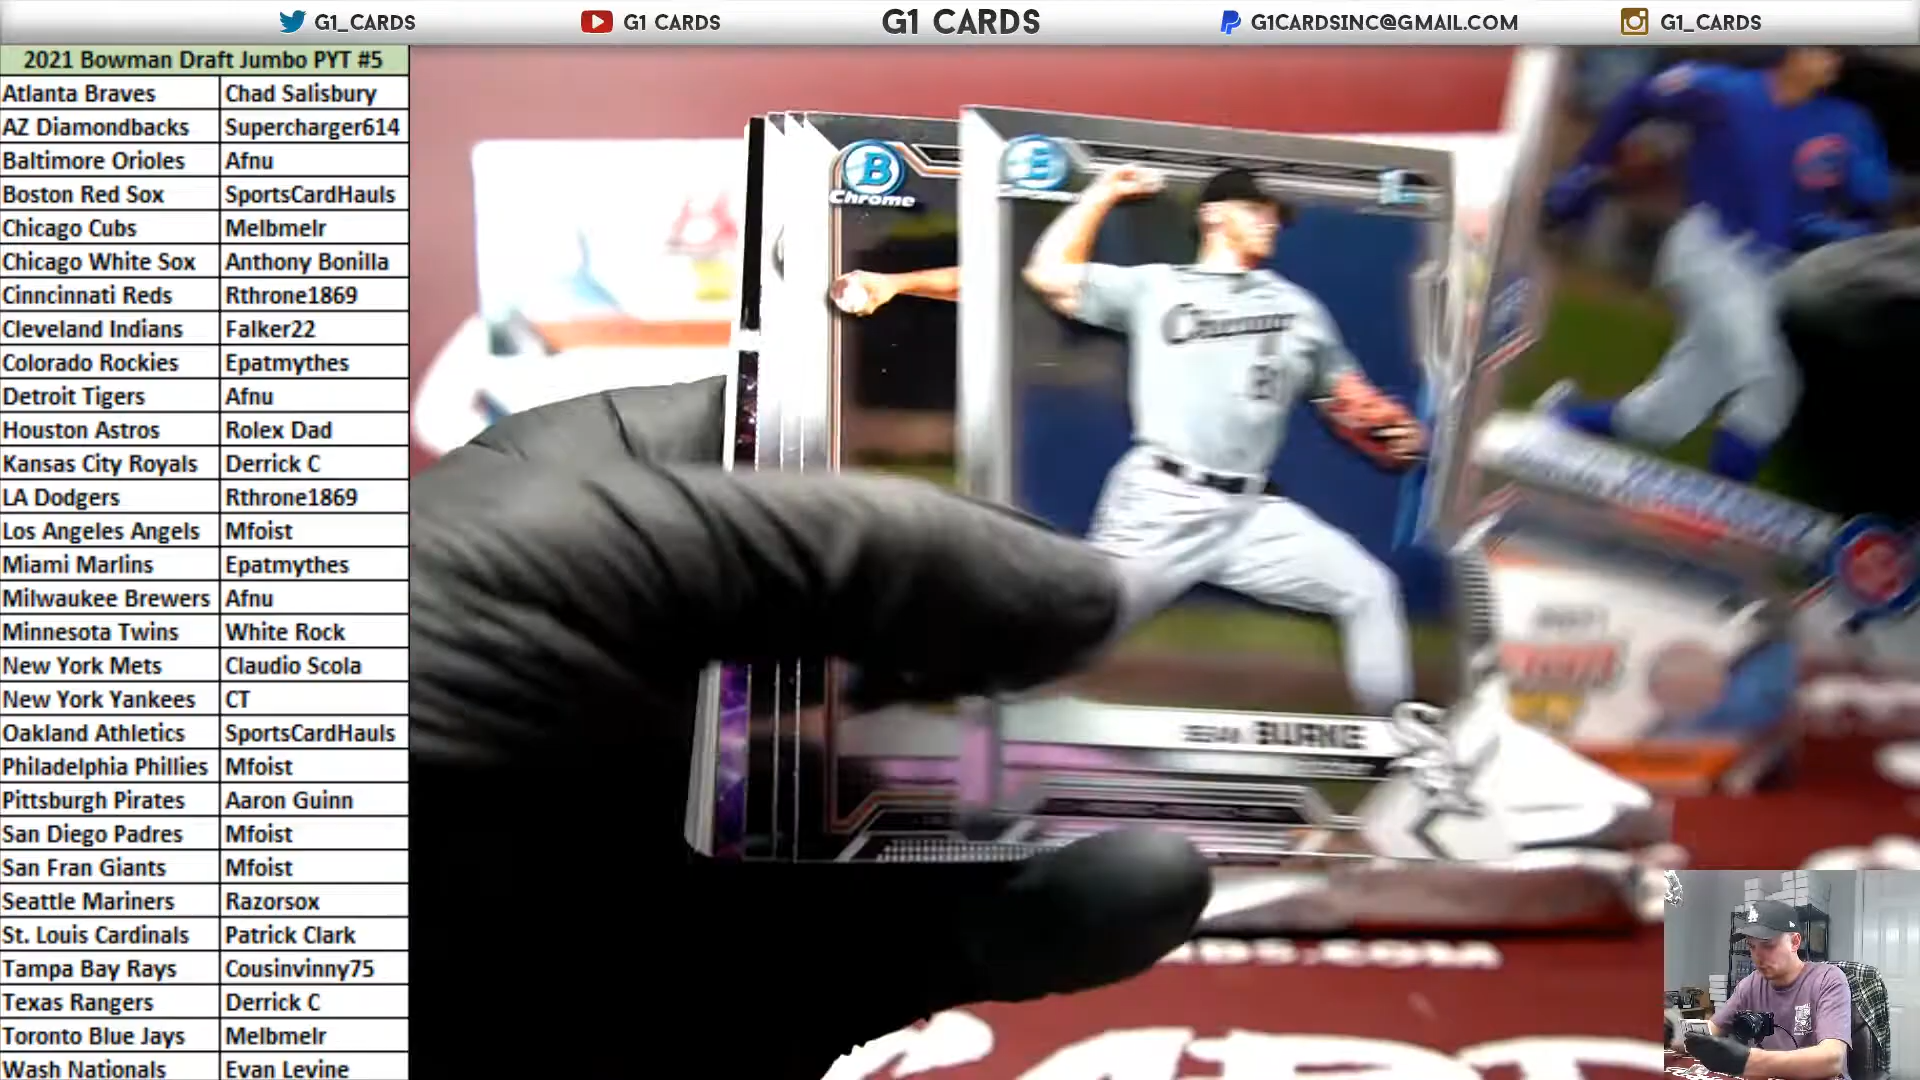 G1_CARDS
G1 CARDS
G1 CARDS
G1CARDSINC@GMAIL.COM
G1_CARDS
2021 Bowman Draft Jumbo PYT #5
Atlanta Braves Chad Salisbury
AZ Diamondbacks Supercharger614
Baltimore Orioles Afnu
Boston Red Sox SportsCardHauls
Chicago Cubs Melbmelr
Chicago White Sox Anthony Bonilla
Cinncinnati Reds Rthrone1869
Cleveland Indians Falker22
Colorado Rockies Epatmythes
Detroit Tigers Afnu
Houston Astros Rolex Dad
Kansas City Royals Derrick C
LA Dodgers Rthrone1869
Los Angeles Angels Mfoist
Miami Marlins Epatmythes
Milwaukee Brewers Afnu
Minnesota Twins White Rock
New York Mets Claudio Scola
New York Yankees CT
Oakland Athletics SportsCardHauls
Philadelphia Phillies Mfoist
Pittsburgh Pirates Aaron Guinn
San Diego Padres Mfoist
San Fran Giants Mfoist
Seattle Mariners Razorsox
St. Louis Cardinals Patrick Clark
Tampa Bay Rays Cousinvinny75
Texas Rangers Derrick C
Toronto Blue Jays Melbmelr
Wash Nationals Evan Levine
B
Chrome
B
Chicago
BURKE